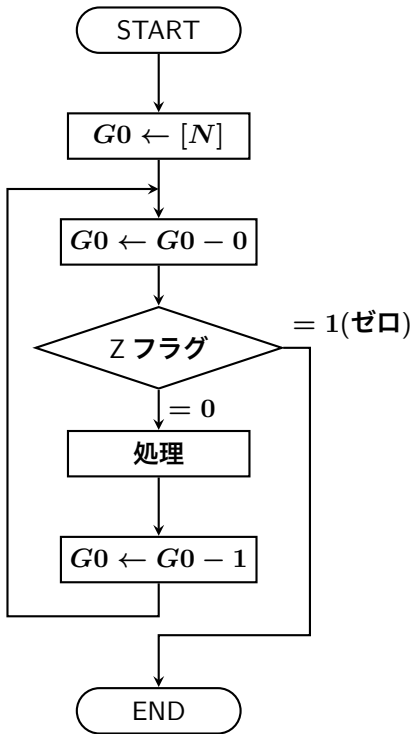 START
G0 ← [N]
G0 ← G0 − 0
Z フラグ
= 1(ゼロ)
= 0
処理
G0 ← G0 − 1
END